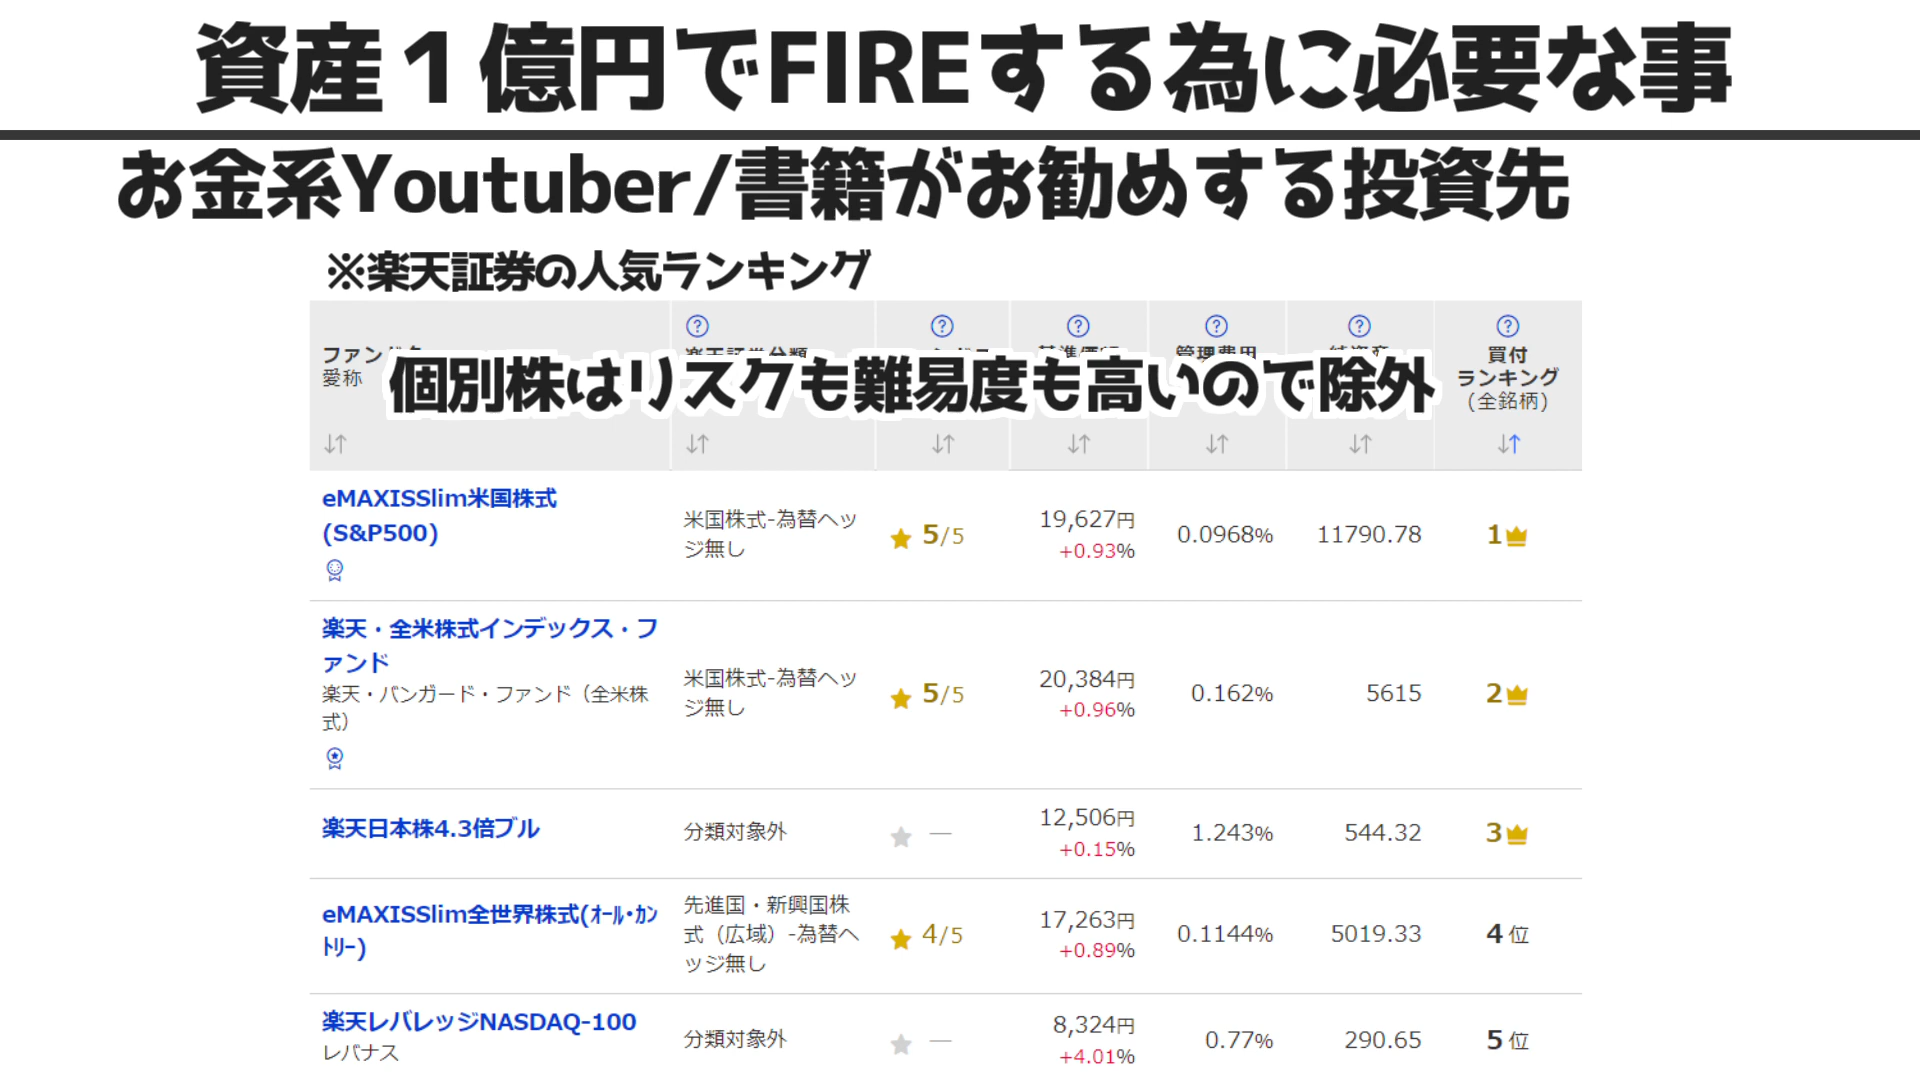 資産１億円でFIREする為に必要な事
お金系Youtuber/書籍がお勧めする投資先
※楽天証券の人気ランキング
個別株はリスクも難易度も高いので除外
愛称
買付
ランキング
（全銘柄）
eMAXISSlim米国株式
(S&P500)
米国株式-為替ヘッ
ジ無し
5/5
19,627円
+0.93%
0.0968%
11790.78
1
楽天・全米株式インデックス・フ
ァンド
楽天・バンガード・ファンド（全米株
式）
米国株式-為替ヘッ
ジ無し
5/5
20,384円
+0.96%
0.162%
5615
2
楽天日本株4.3倍ブル
分類対象外
—
12,506円
+0.15%
1.243%
544.32
3
eMAXISSlim全世界株式(ｵｰﾙ･ｶﾝ
ﾄﾘｰ)
先進国・新興国株
式（広域）-為替ヘ
ッジ無し
4/5
17,263円
+0.89%
0.1144%
5019.33
4 位
楽天レバレッジNASDAQ-100
レバナス
分類対象外
—
8,324円
+4.01%
0.77%
290.65
5 位